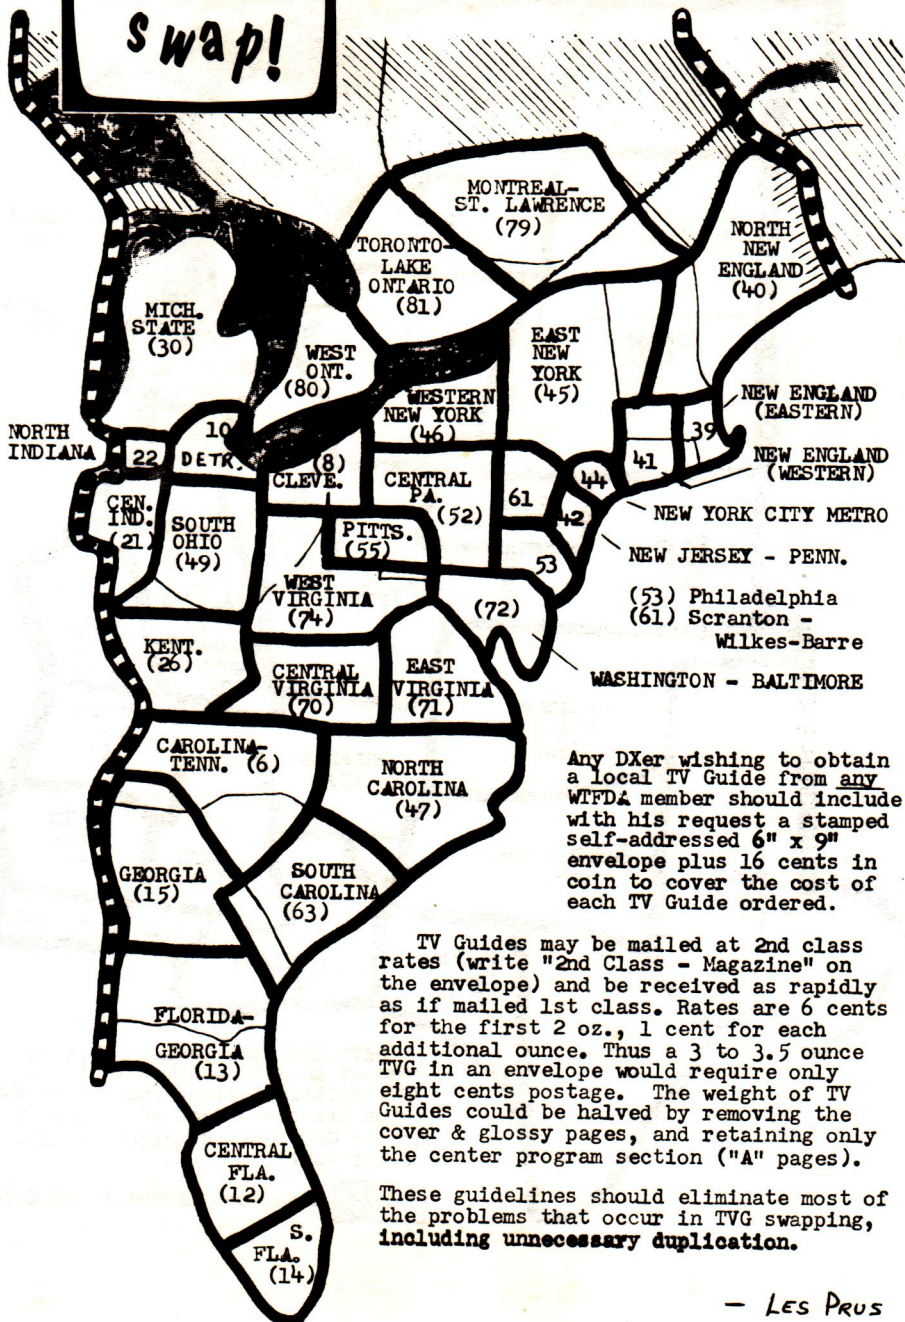 swap!
MONTREAL-
ST. LAWRENCE
(79)
NORTH
NEW
ENGLAND
(40)
TORONTO-
LAKE
ONTARIO
(81)
MICH.
STATE
(30)
WEST
ONT.
(80)
EAST
NEW
YORK
(45)
WESTERN
NEW YORK
(46)
NEW ENGLAND
(EASTERN)
NORTH
INDIANA
22
10
DETR.
(8)
CLEVE.
CENTRAL
PA.
(52)
61
44
42
41
39
NEW ENGLAND
(WESTERN)
NEW YORK CITY METRO
CEN.
IND.
(21)
SOUTH
OHIO
(49)
PITTS.
(55)
53
NEW JERSEY - PENN.
(53) Philadelphia
(61) Scranton -
Wilkes-Barre
WEST
VIRGINIA
(74)
(72)
WASHINGTON - BALTIMORE
KENT.
(26)
CENTRAL
VIRGINIA
(70)
EAST
VIRGINIA
(71)
CAROLINA-
TENN. (6)
NORTH
CAROLINA
(47)
GEORGIA
(15)
SOUTH
CAROLINA
(63)
FLORIDA-
GEORGIA
(13)
CENTRAL
FLA.
(12)
S.
FLA.
(14)
Any DXer wishing to obtain
a local TV Guide from any
WTFDA member should include
with his request a stamped
self-addressed 6" x 9"
envelope plus 16 cents in
coin to cover the cost of
each TV Guide ordered.
TV Guides may be mailed at 2nd class
rates (write "2nd Class - Magazine" on
the envelope) and be received as rapidly
as if mailed 1st class. Rates are 6 cents
for the first 2 oz., 1 cent for each
additional ounce. Thus a 3 to 3.5 ounce
TVG in an envelope would require only
eight cents postage. The weight of TV
Guides could be halved by removing the
cover & glossy pages, and retaining only
the center program section ("A" pages).
These guidelines should eliminate most of
the problems that occur in TVG swapping,
including unnecessary duplication.
- LES PRUS